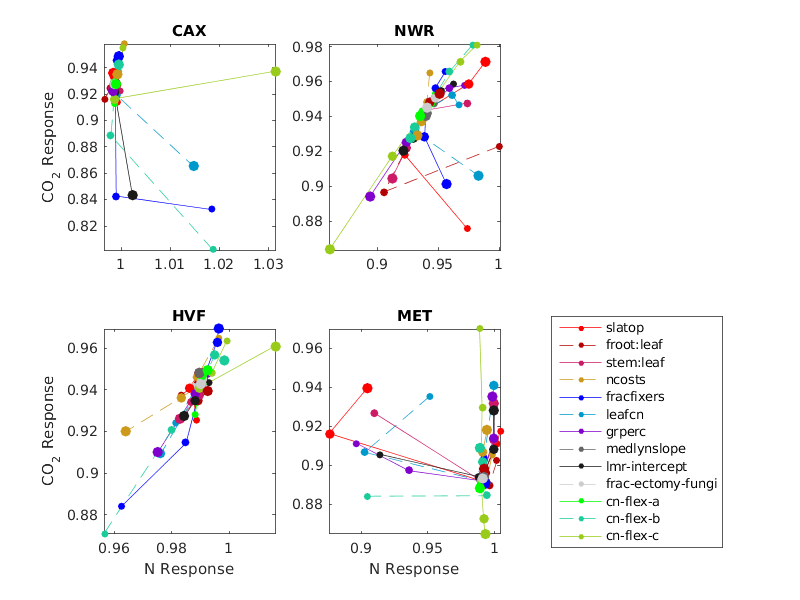 CAX
NWR
0.94
0.92
0.9
0.88
0.86
0.84
0.82
CO2 Response
1
1.01
1.02
1.03
0.98
0.96
0.94
0.92
0.9
0.88
0.9
0.95
1
HVF
MET
0.96
0.94
0.92
0.9
0.88
CO2 Response
0.96
0.98
1
N Response
0.96
0.94
0.92
0.9
0.88
0.9
0.95
1
N Response
slatop
froot:leaf
stem:leaf
ncosts
fracfixers
leafcn
grperc
medlynslope
lmr-intercept
frac-ectomy-fungi
cn-flex-a
cn-flex-b
cn-flex-c